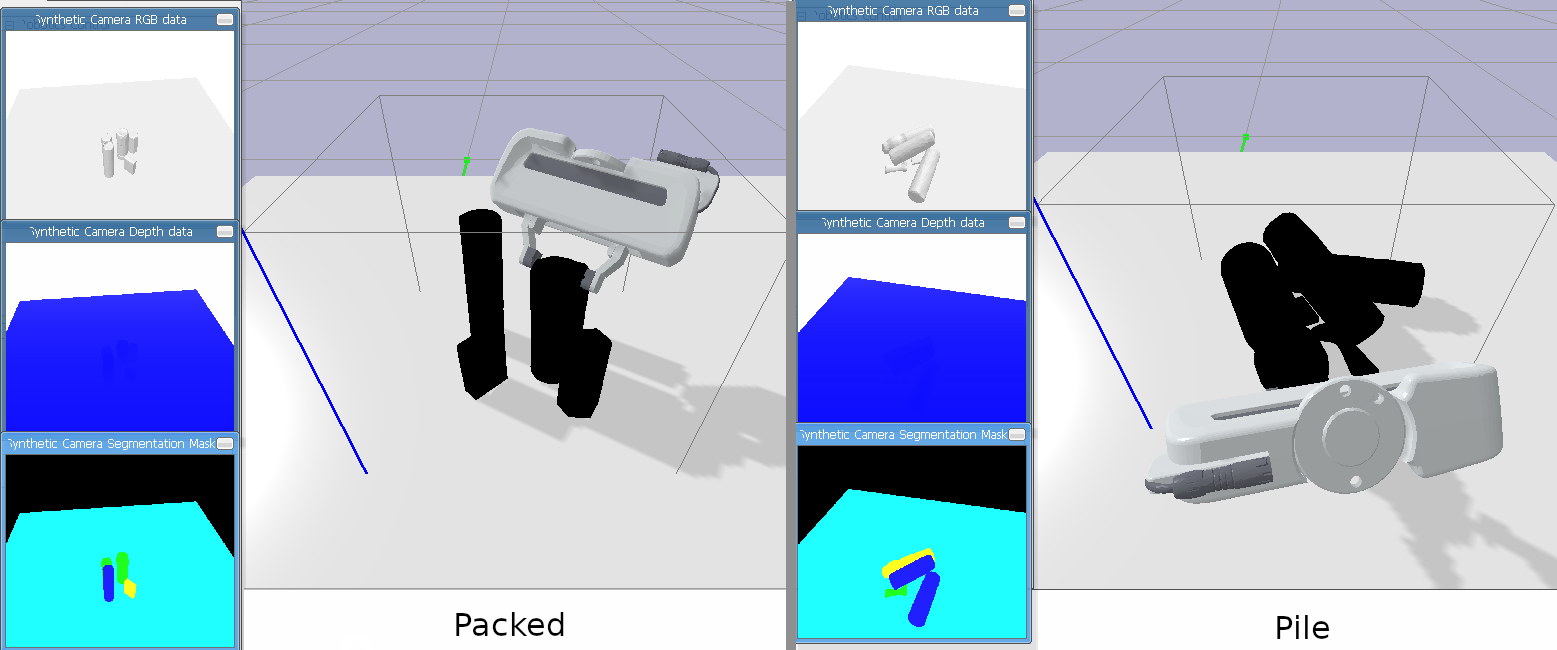 Synthetic Camera RGB data
Synthetic Camera Depth data
Synthetic Camera Segmentation Mask
Packed
Synthetic Camera RGB data
Synthetic Camera Depth data
Synthetic Camera Segmentation Mask
Pile